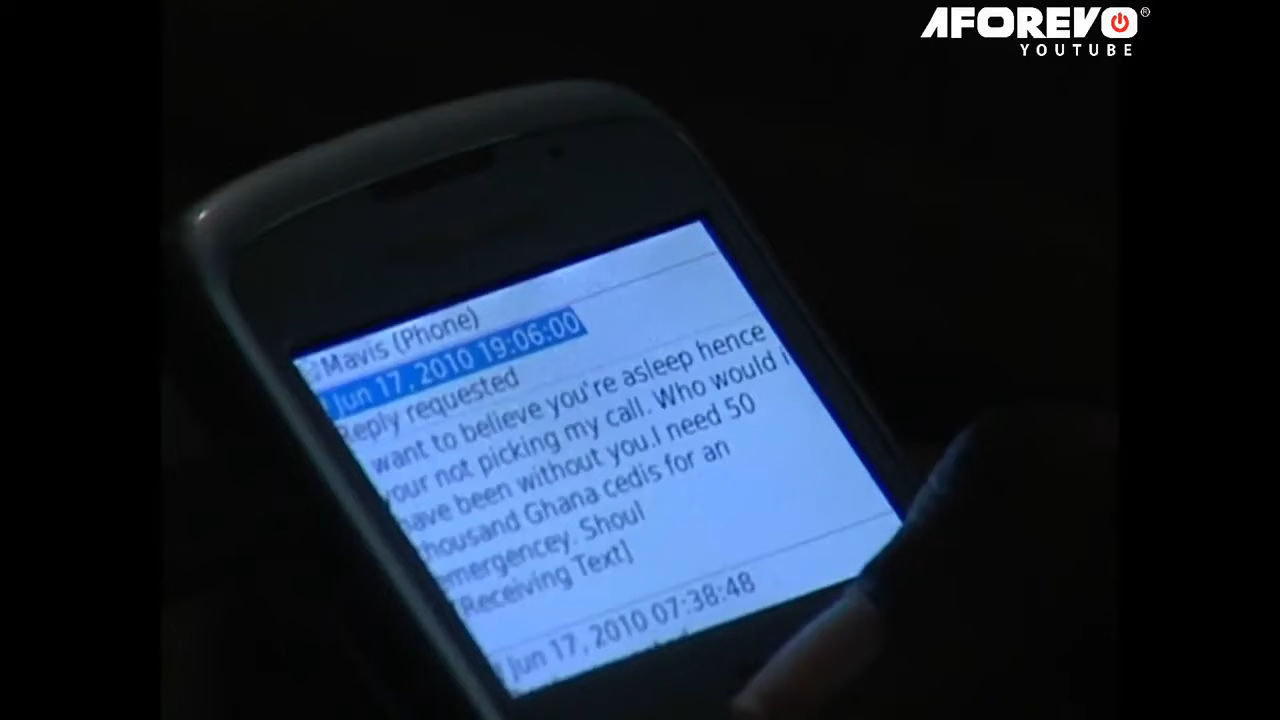 AFOREVO®
YOUTUBE
Mavis (Phone)
Jun 17, 2010 19:06:00
Reply requested
want to believe you're asleep hence
your not picking my call. Who would i
have been without you.I need 50
thousand Ghana cedis for an
emergencey. Shoul
[Receiving Text]
Jun 17, 2010 07:38:48